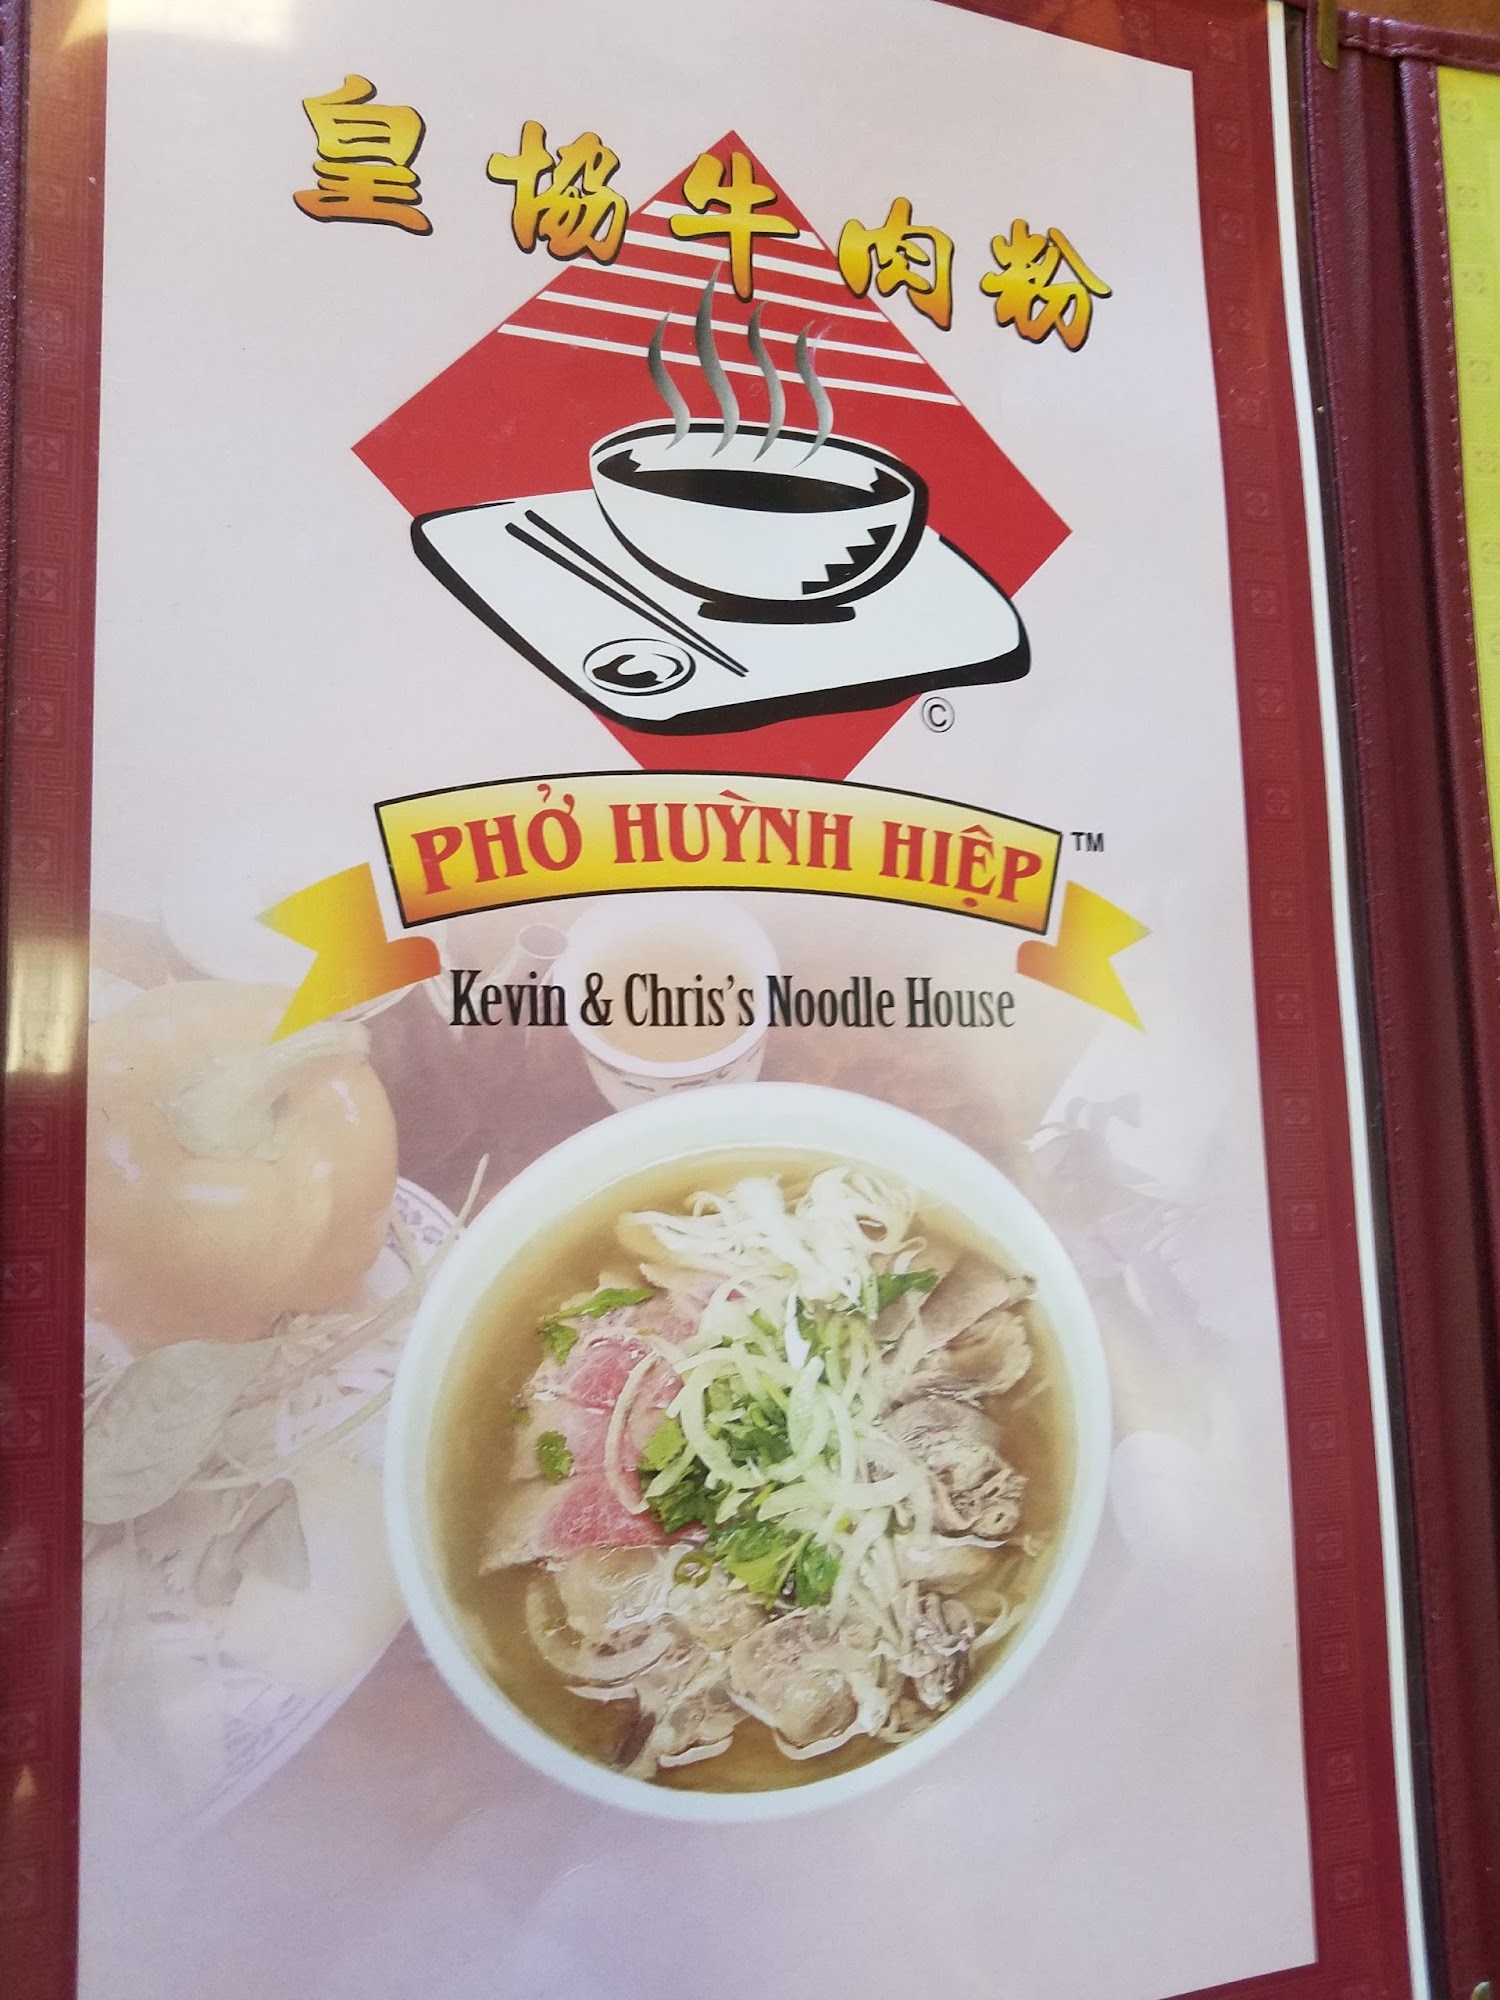 皇協牛肉粉
©
PHỞ HUỲNH HIỆP ™
Kevin & Chris's Noodle House